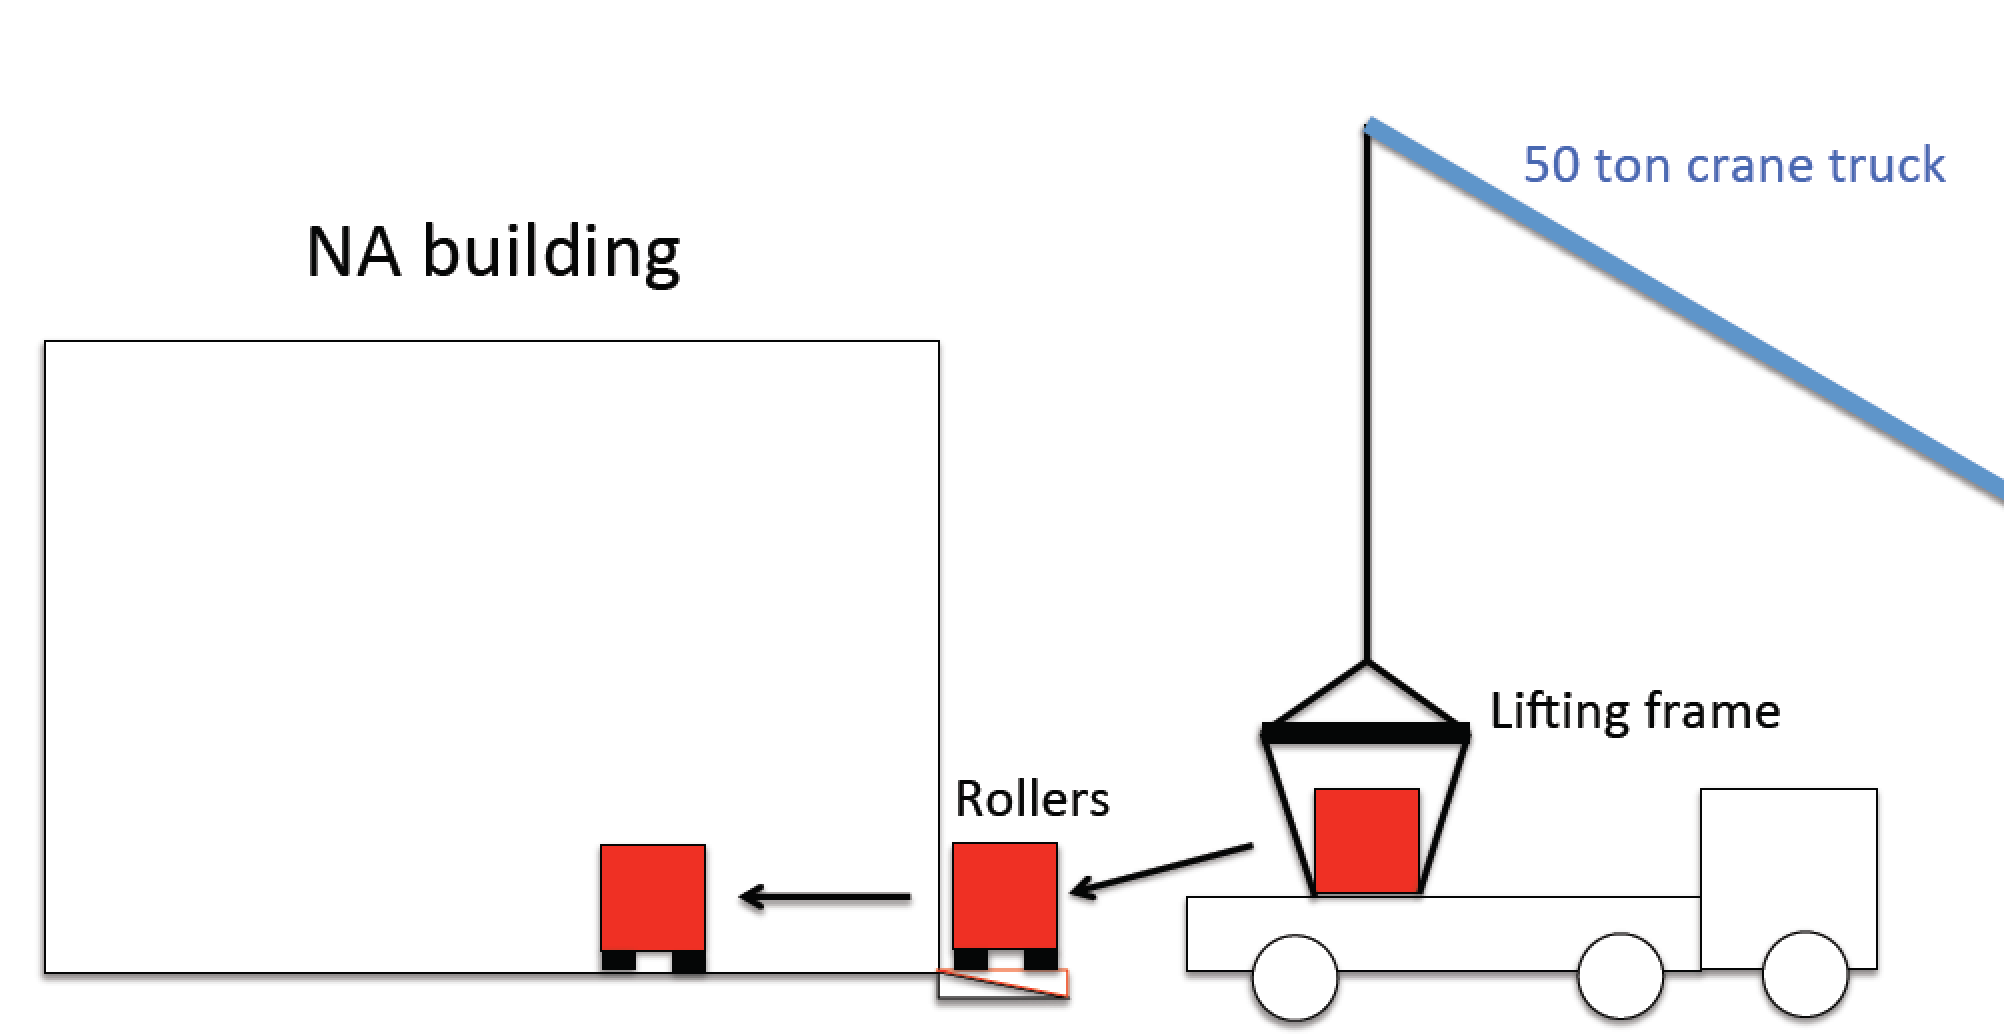 50 ton crane truck
NA building
Lifting frame
Rollers